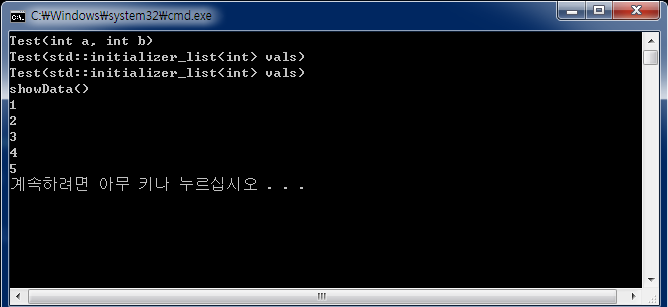 C:₩Windows₩system32₩cmd.exe
Test(int a, int b)
Test(std::initializer_list<int> vals)
Test(std::initializer_list<int> vals)
showData()
1
2
3
4
5
계속하려면 아무 키나 누르십시오 . . .